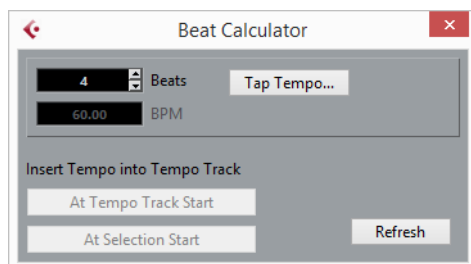 Beat Calculator
4 Beats Tap Tempo...
60.00 BPM
Insert Tempo into Tempo Track
At Tempo Track Start
At Selection Start Refresh